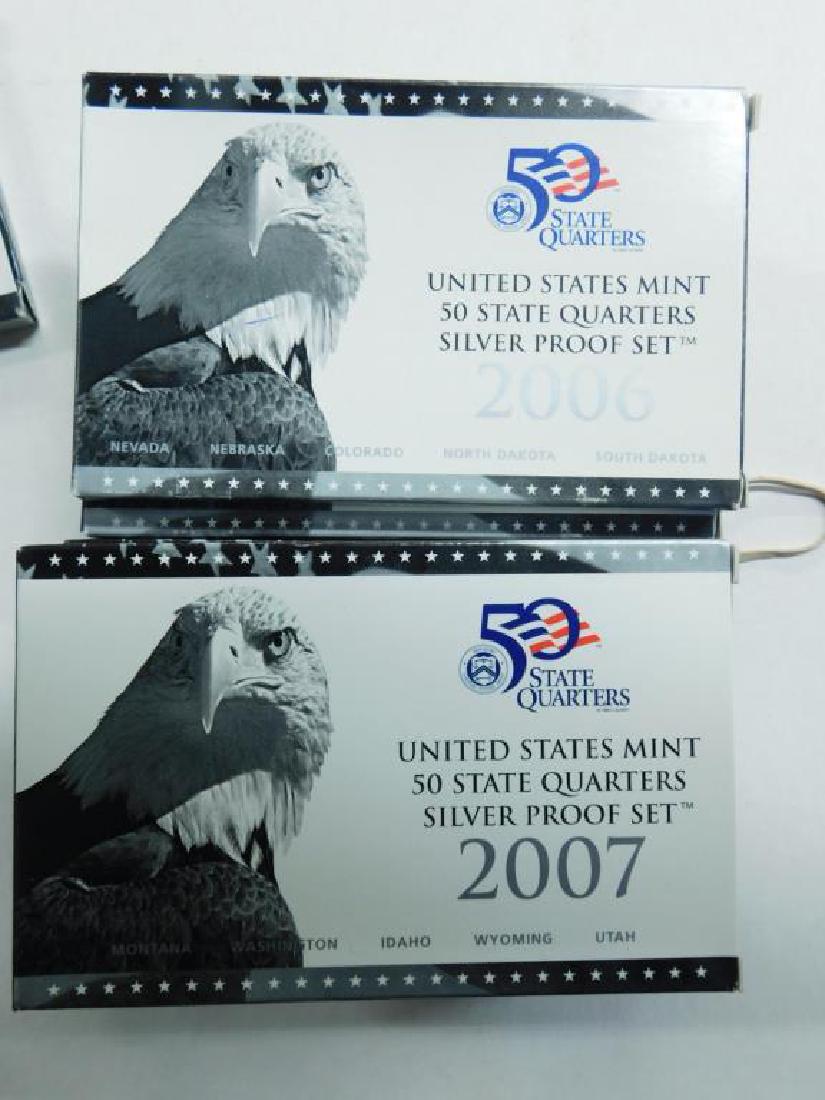 50
STATE
QUARTERS
UNITED STATES MINT
50 STATE QUARTERS
SILVER PROOF SET™
2006
NEVADA NEBRASKA COLORADO NORTH DAKOTA SOUTH DAKOTA
50
STATE
QUARTERS
UNITED STATES MINT
50 STATE QUARTERS
SILVER PROOF SET™
2007
MONTANA WASHINGTON IDAHO WYOMING UTAH